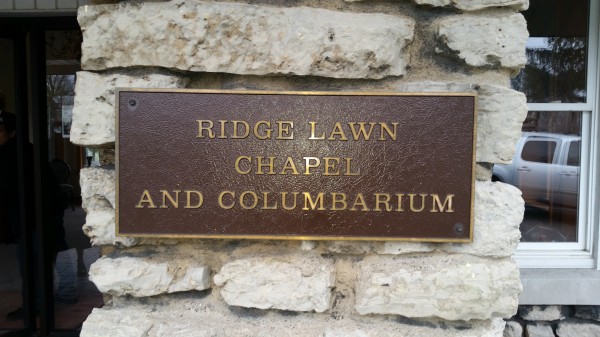 RIDGE LAWN
CHAPEL
AND COLUMBARIUM